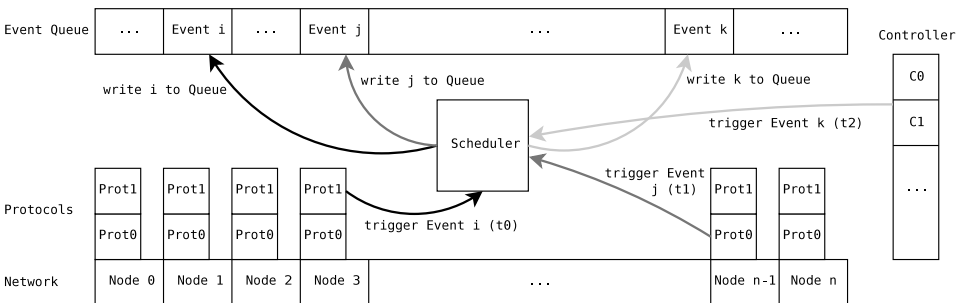 Event Queue ... Event i ... Event j ... Event k ...
Controller
write i to Queue
write j to Queue
write k to Queue
C0
C1
...
trigger Event k (t2)
Scheduler
trigger Event
j (t1)
trigger Event i (t0)
Protocols
Prot1 Prot1 Prot1 Prot1 Prot1 Prot1
Prot0 Prot0 Prot0 Prot0 Prot0 Prot0
Network Node 0 Node 1 Node 2 Node 3 ... Node n-1 Node n